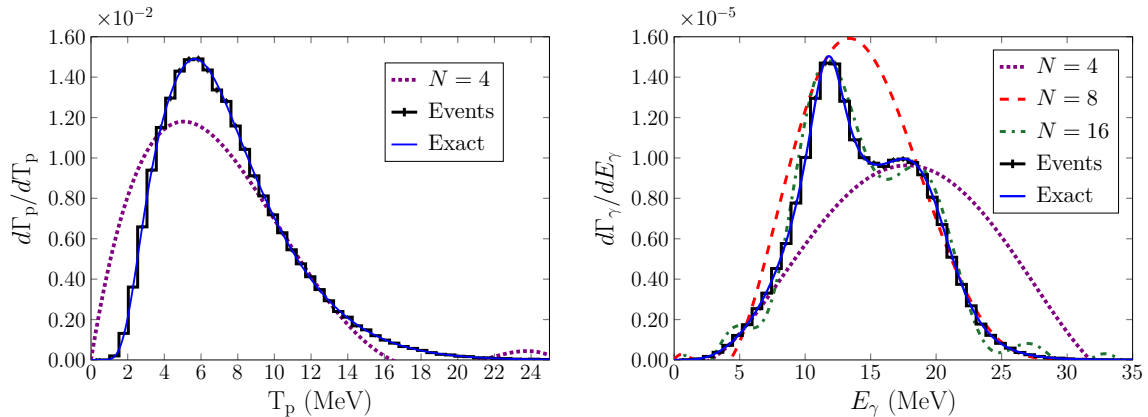 ×10⁻²
1.60
1.40
1.20
1.00
0.80
0.60
0.40
0.20
0.00
dΓp/dTp
0 2 4 6 8 10 12 14 16 18 20 22 24
Tp (MeV)
N = 4
Events
Exact
×10⁻⁵
1.60
1.40
1.20
1.00
0.80
0.60
0.40
0.20
0.00
dΓγ/dEγ
0 5 10 15 20 25 30 35
Eγ (MeV)
N = 4
N = 8
N = 16
Events
Exact